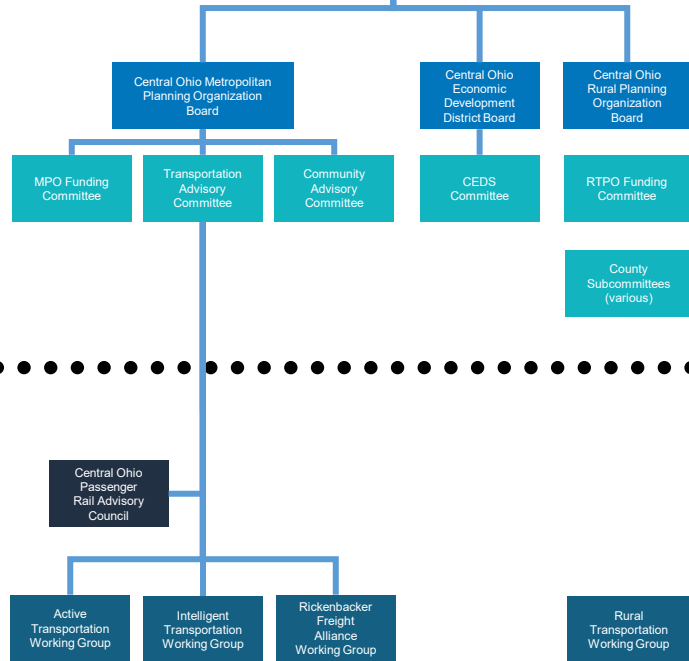 Central Ohio Metropolitan
Planning Organization
Board
Central Ohio
Economic
Development
District Board
Central Ohio
Rural Planning
Organization
Board
MPO Funding
Committee
Transportation
Advisory
Committee
Community
Advisory
Committee
CEDS
Committee
RTPO Funding
Committee
County
Subcommittees
(various)
Central Ohio
Passenger
Rail Advisory
Council
Active
Transportation
Working Group
Intelligent
Transportation
Working Group
Rickenbacker
Freight
Alliance
Working Group
Rural
Transportation
Working Group